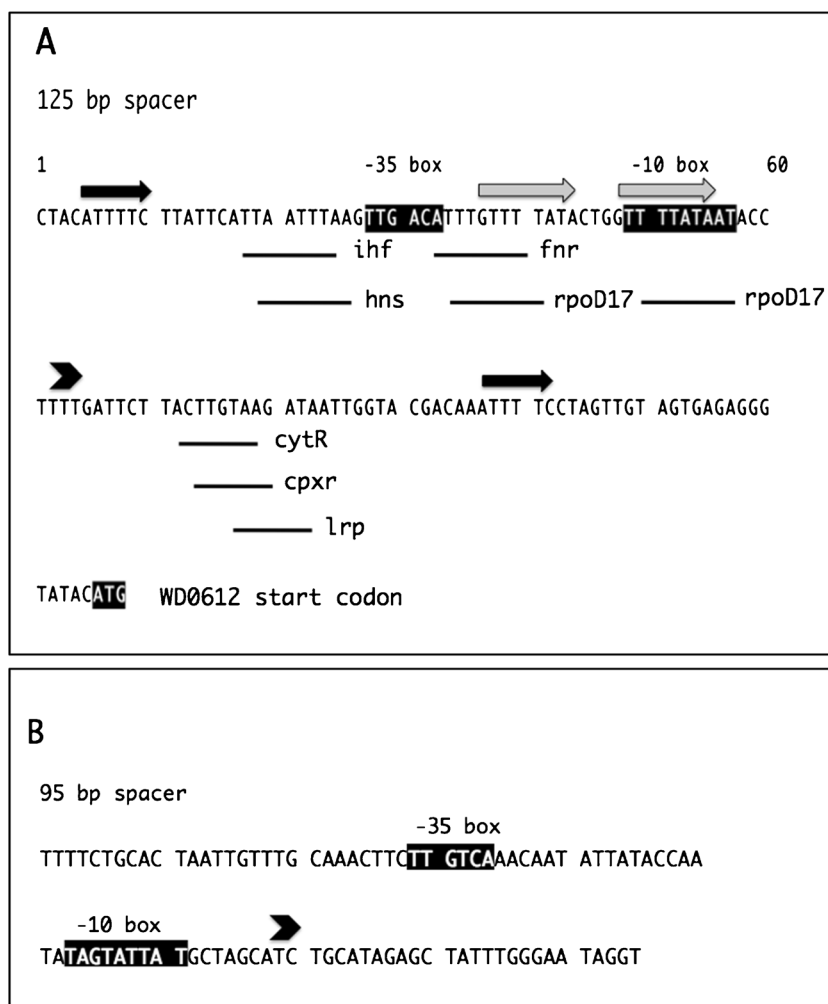 A
125 bp spacer
1 -35 box -10 box 60
CTACATTTTC TTATTCATTA ATTTAAGTTG ACATTTGTTT TATACTGGTT TTATAATACC
ihf fnr
hns rpoD17 rpoD17
TTTTGATTCT TACTTGTAAG ATAATTGGTA CGACAAATTT TCCTAGTTGT AGTGAGAGGG
cytR
cpxr
lrp
TATACATG WD0612 start codon
B
95 bp spacer
-35 box
TTTTCTGCAC TAATTGTTTG CAAACTTCTT GTCAAACAAT ATTATACCAA
-10 box
TATAGTATTA TGCTAGCATC TGCATAGAGC TATTTGGGAA TAGGT